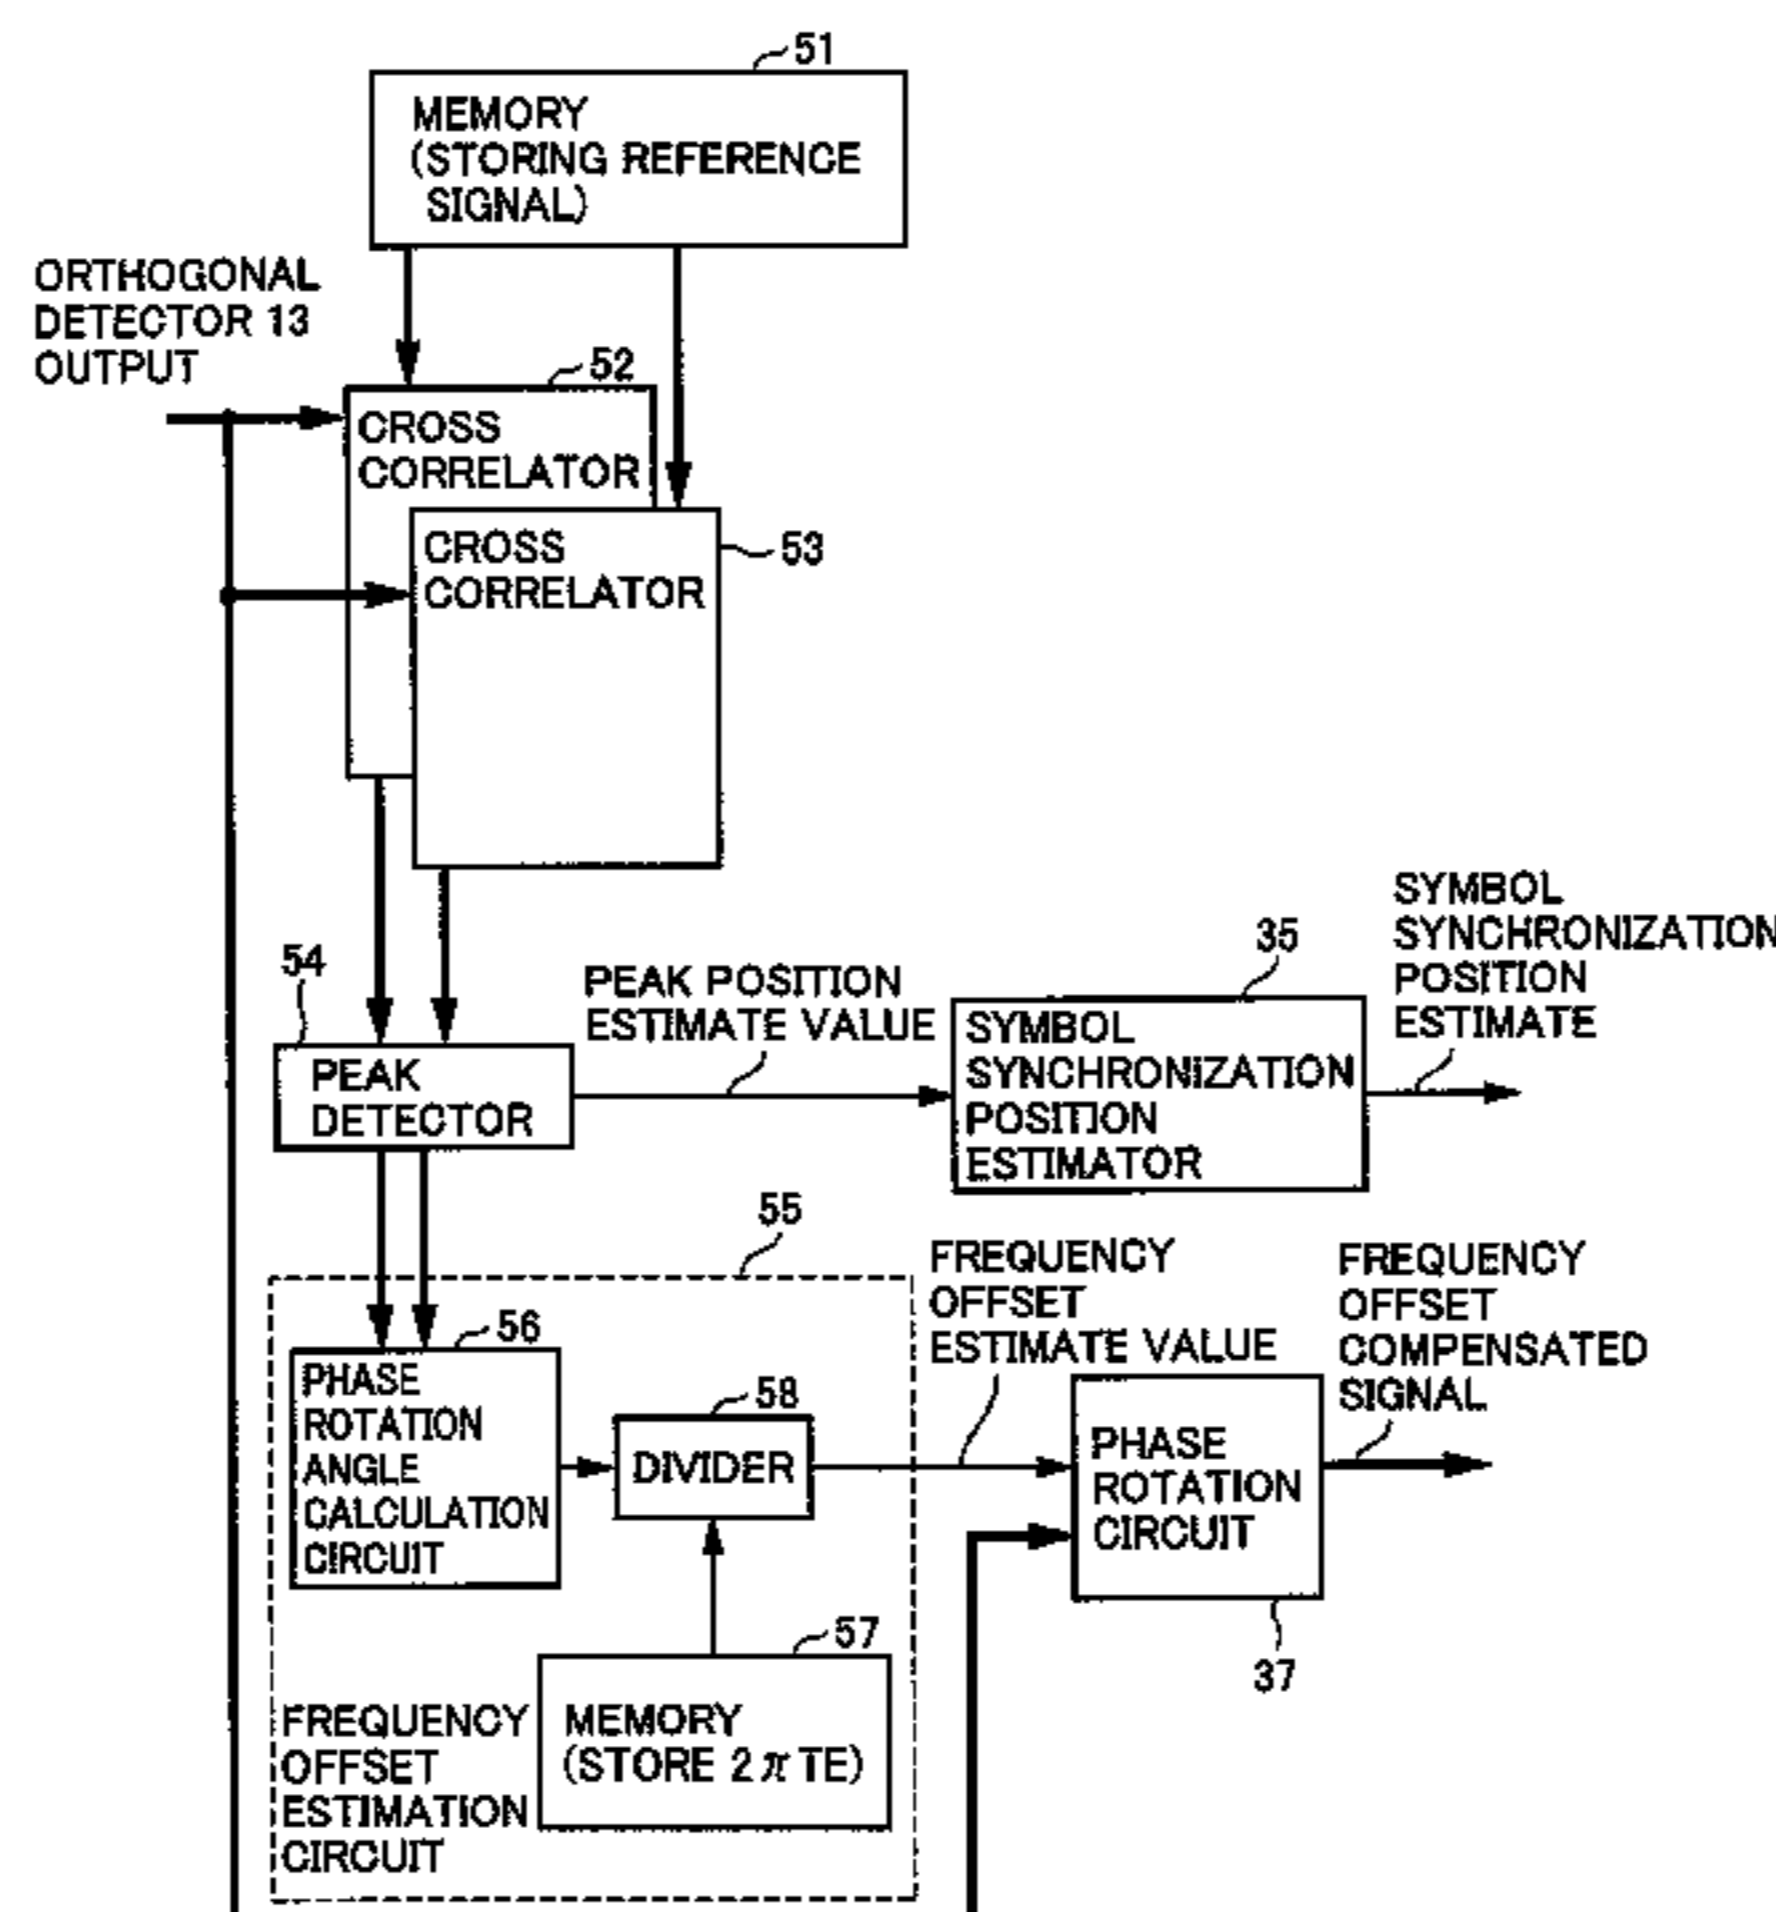 51
MEMORY
(STORING REFERENCE
SIGNAL)
ORTHOGONAL
DETECTOR 13
OUTPUT
52
CROSS
CORRELATOR
CROSS
CORRELATOR
53
54
PEAK
DETECTOR
PEAK POSITION
ESTIMATE VALUE
35
SYMBOL
SYNCHRONIZATION
POSITION
ESTIMATOR
SYMBOL
SYNCHRONIZATION
POSITION
ESTIMATE
55
56
PHASE
ROTATION
ANGLE
CALCULATION
CIRCUIT
58
DIVIDER
57
MEMORY
(STORE 2π TE)
FREQUENCY
OFFSET
ESTIMATION
CIRCUIT
FREQUENCY
OFFSET
ESTIMATE VALUE
PHASE
ROTATION
CIRCUIT
37
FREQUENCY
OFFSET
COMPENSATED
SIGNAL